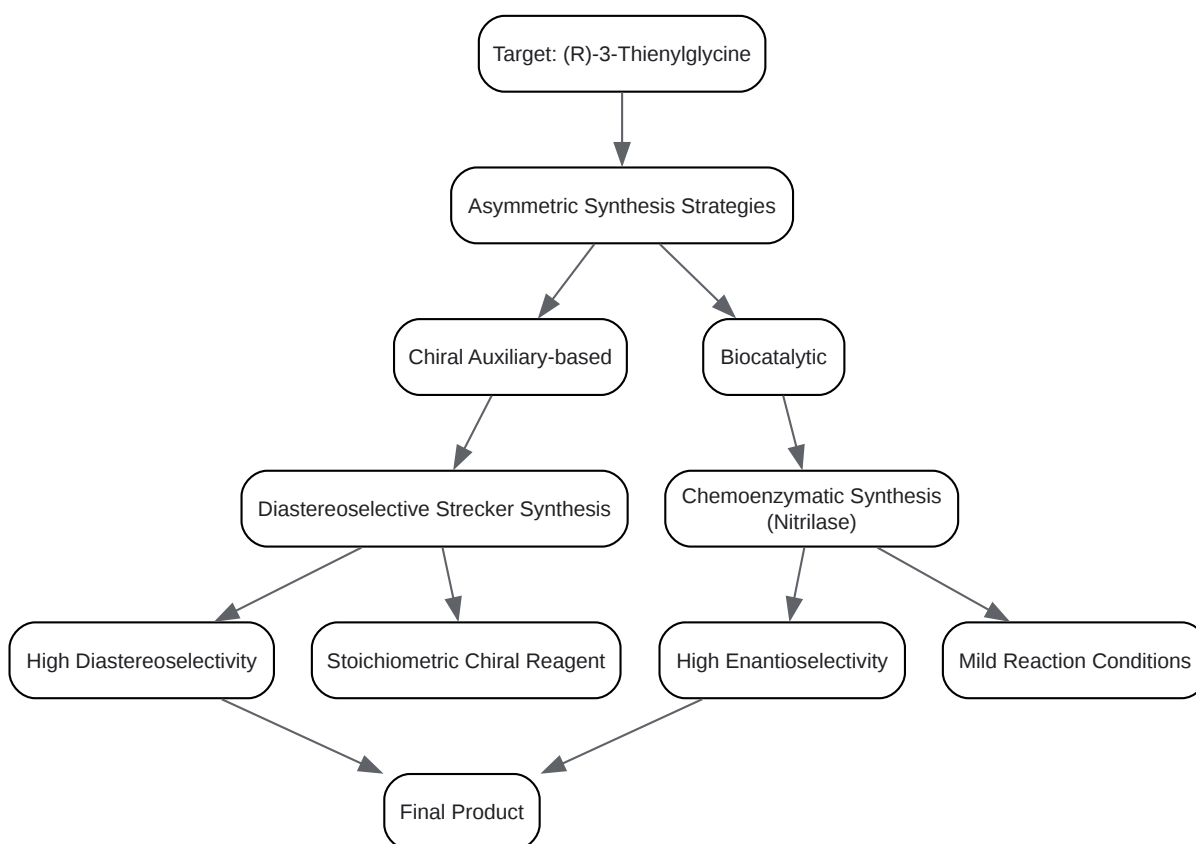 Target: (R)-3-Thienylglycine
Asymmetric Synthesis Strategies
Chiral Auxiliary-based
Biocatalytic
Diastereoselective Strecker Synthesis
Chemoenzymatic Synthesis
(Nitrilase)
High Diastereoselectivity
Stoichiometric Chiral Reagent
High Enantioselectivity
Mild Reaction Conditions
Final Product